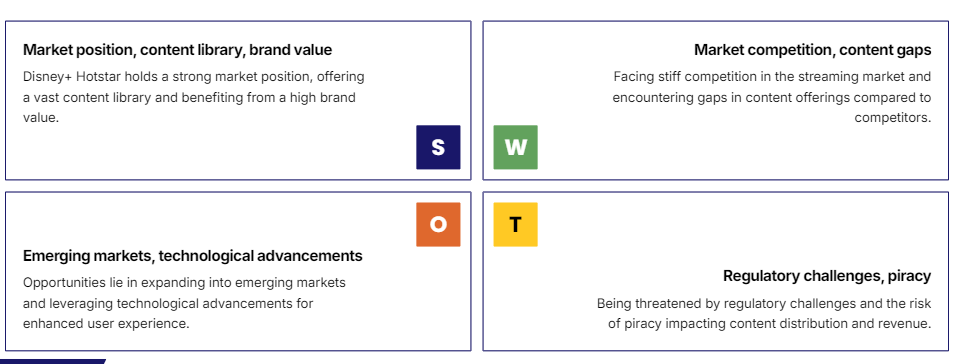 Market position, content library, brand value
Disney+ Hotstar holds a strong market position, offering
a vast content library and benefiting from a high brand
value.
S
Market competition, content gaps
Facing stiff competition in the streaming market and
encountering gaps in content offerings compared to
competitors.
W
O
Emerging markets, technological advancements
Opportunities lie in expanding into emerging markets
and leveraging technological advancements for
enhanced user experience.
T
Regulatory challenges, piracy
Being threatened by regulatory challenges and the risk
of piracy impacting content distribution and revenue.